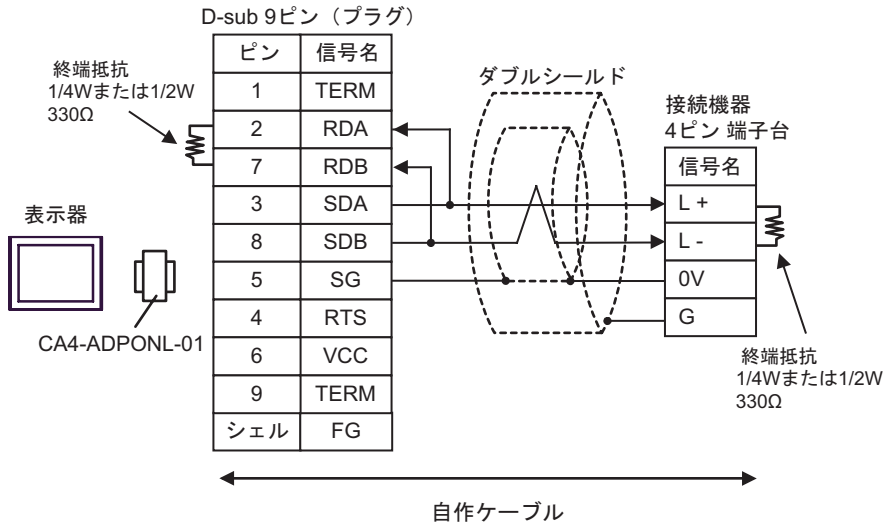 D-sub 9ピン（プラグ）
ピン 信号名
1 TERM
2 RDA
7 RDB
3 SDA
8 SDB
5 SG
4 RTS
6 VCC
9 TERM
シェル FG
終端抵抗
1/4Wまたは1/2W
330Ω
表示器
CA4-ADPONL-01
ダブルシールド
接続機器
4ピン 端子台
信号名
L +
L -
0V
G
終端抵抗
1/4Wまたは1/2W
330Ω
自作ケーブル